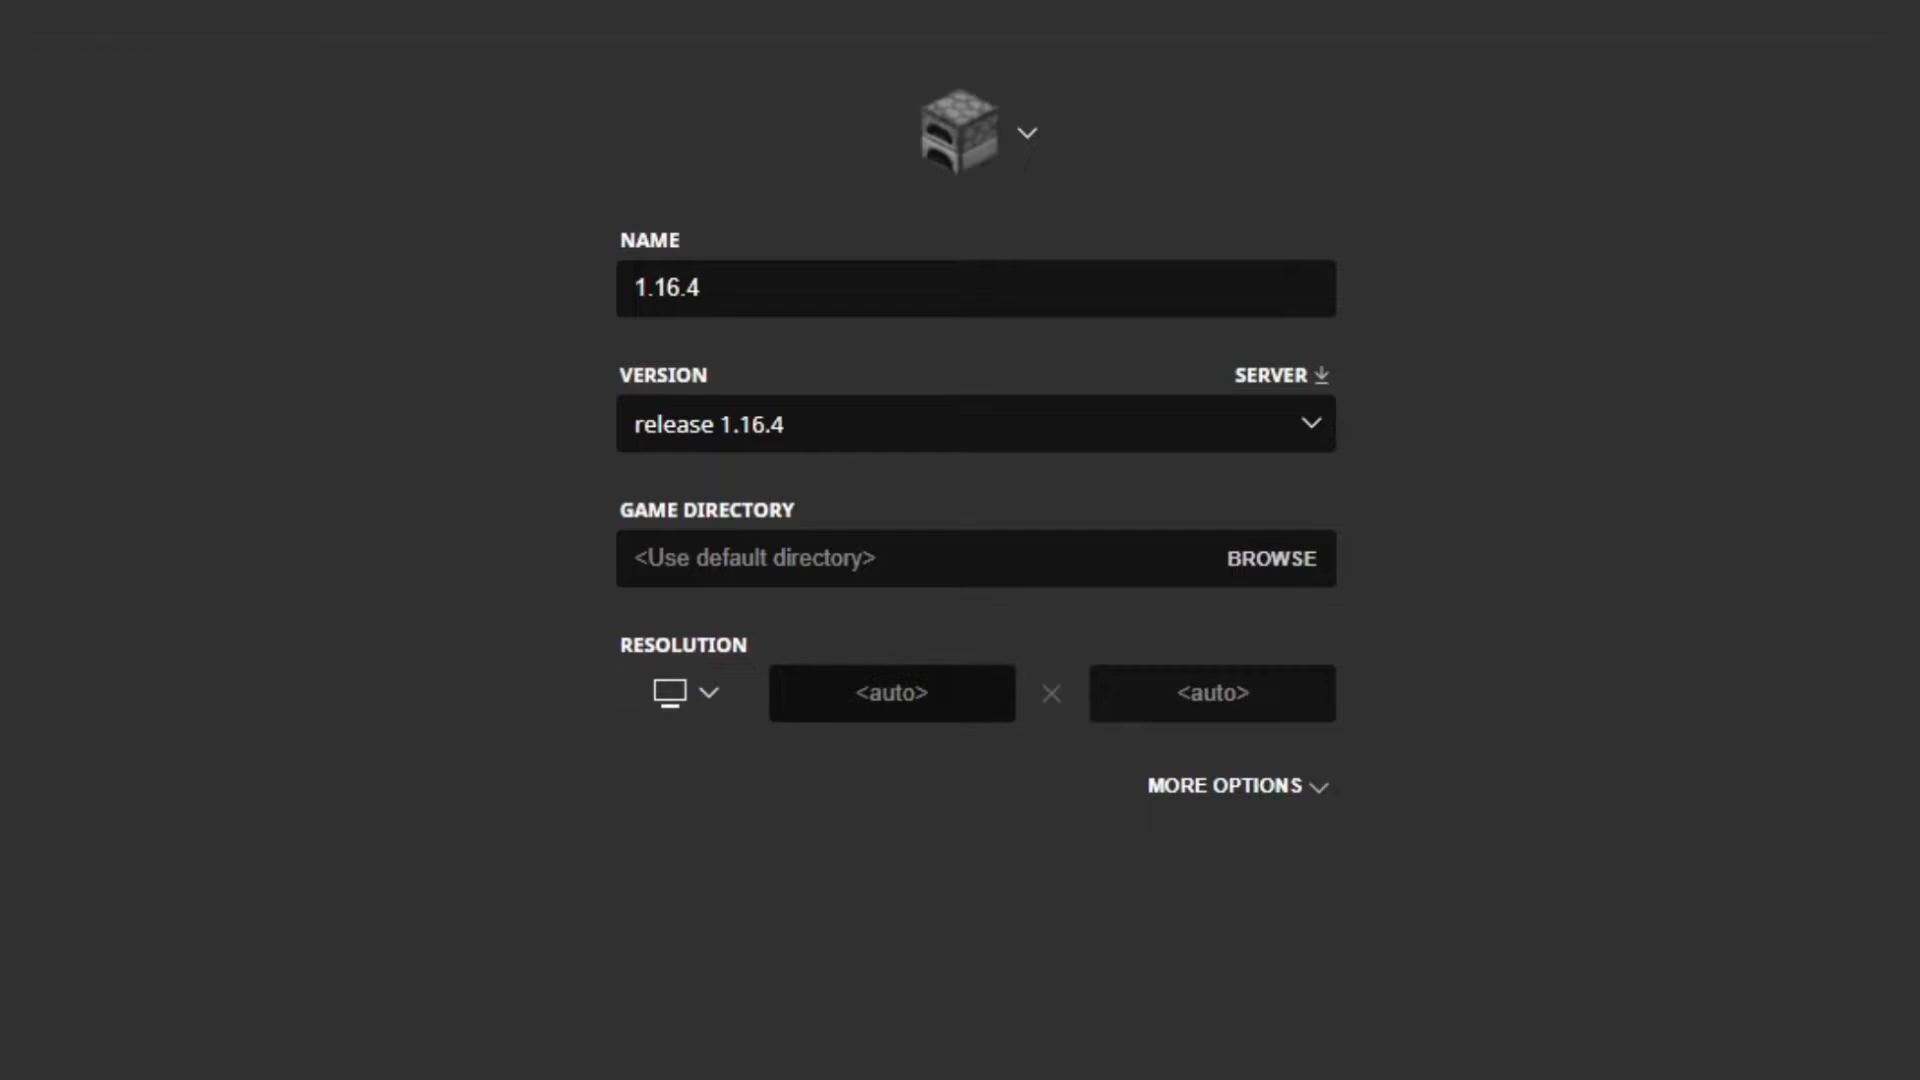 NAME
1.16.4
VERSION
SERVER
release 1.16.4
GAME DIRECTORY
<Use default directory>
BROWSE
RESOLUTION
<auto>
<auto>
MORE OPTIONS